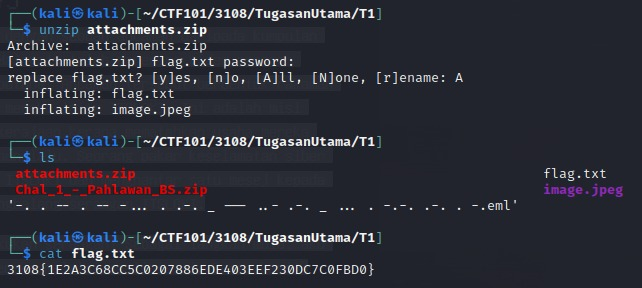 ┌──(kali㉿kali)-[~/CTF101/3108/TugasanUtama/T1]
└─$ unzip attachments.zip
Archive:  attachments.zip
[attachments.zip] flag.txt password:
replace flag.txt? [y]es, [n]o, [A]ll, [N]one, [r]ename: A
  inflating: flag.txt
  inflating: image.jpeg
┌──(kali㉿kali)-[~/CTF101/3108/TugasanUtama/T1]
└─$ ls
attachments.zip flag.txt
Chal_1_-_Pahlawan_BS.zip image.jpeg
'-. . -- . -- -... . .-. _ --- ..- .-. _ ... . -.-. .-. . -.eml'
┌──(kali㉿kali)-[~/CTF101/3108/TugasanUtama/T1]
└─$ cat flag.txt
3108{1E2A3C68CC5C0207886EDE403EEF230DC7C0FBD0}